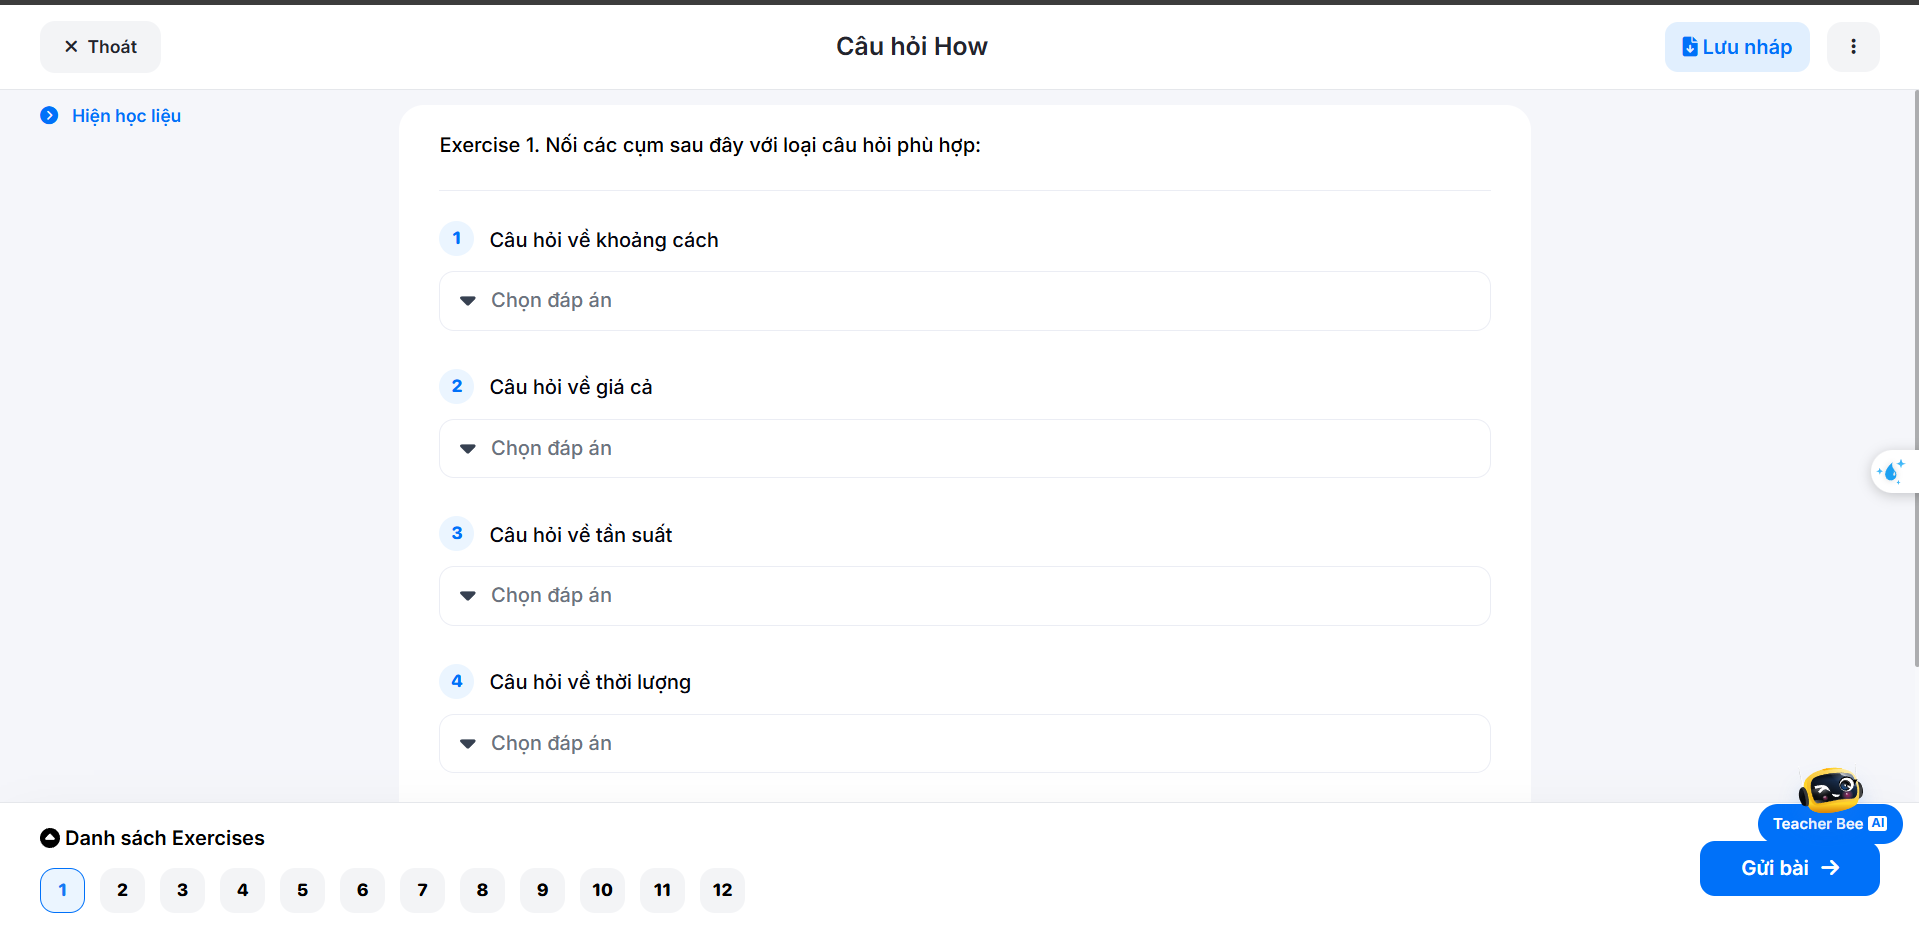 Thoát
Câu hỏi How
Lưu nháp
Hiện học liệu
Exercise 1. Nối các cụm sau đây với loại câu hỏi phù hợp:
1 Câu hỏi về khoảng cách
Chọn đáp án
2 Câu hỏi về giá cả
Chọn đáp án
3 Câu hỏi về tần suất
Chọn đáp án
4 Câu hỏi về thời lượng
Chọn đáp án
Teacher Bee AI
Danh sách Exercises
Gửi bài
1 2 3 4 5 6 7 8 9 10 11 12